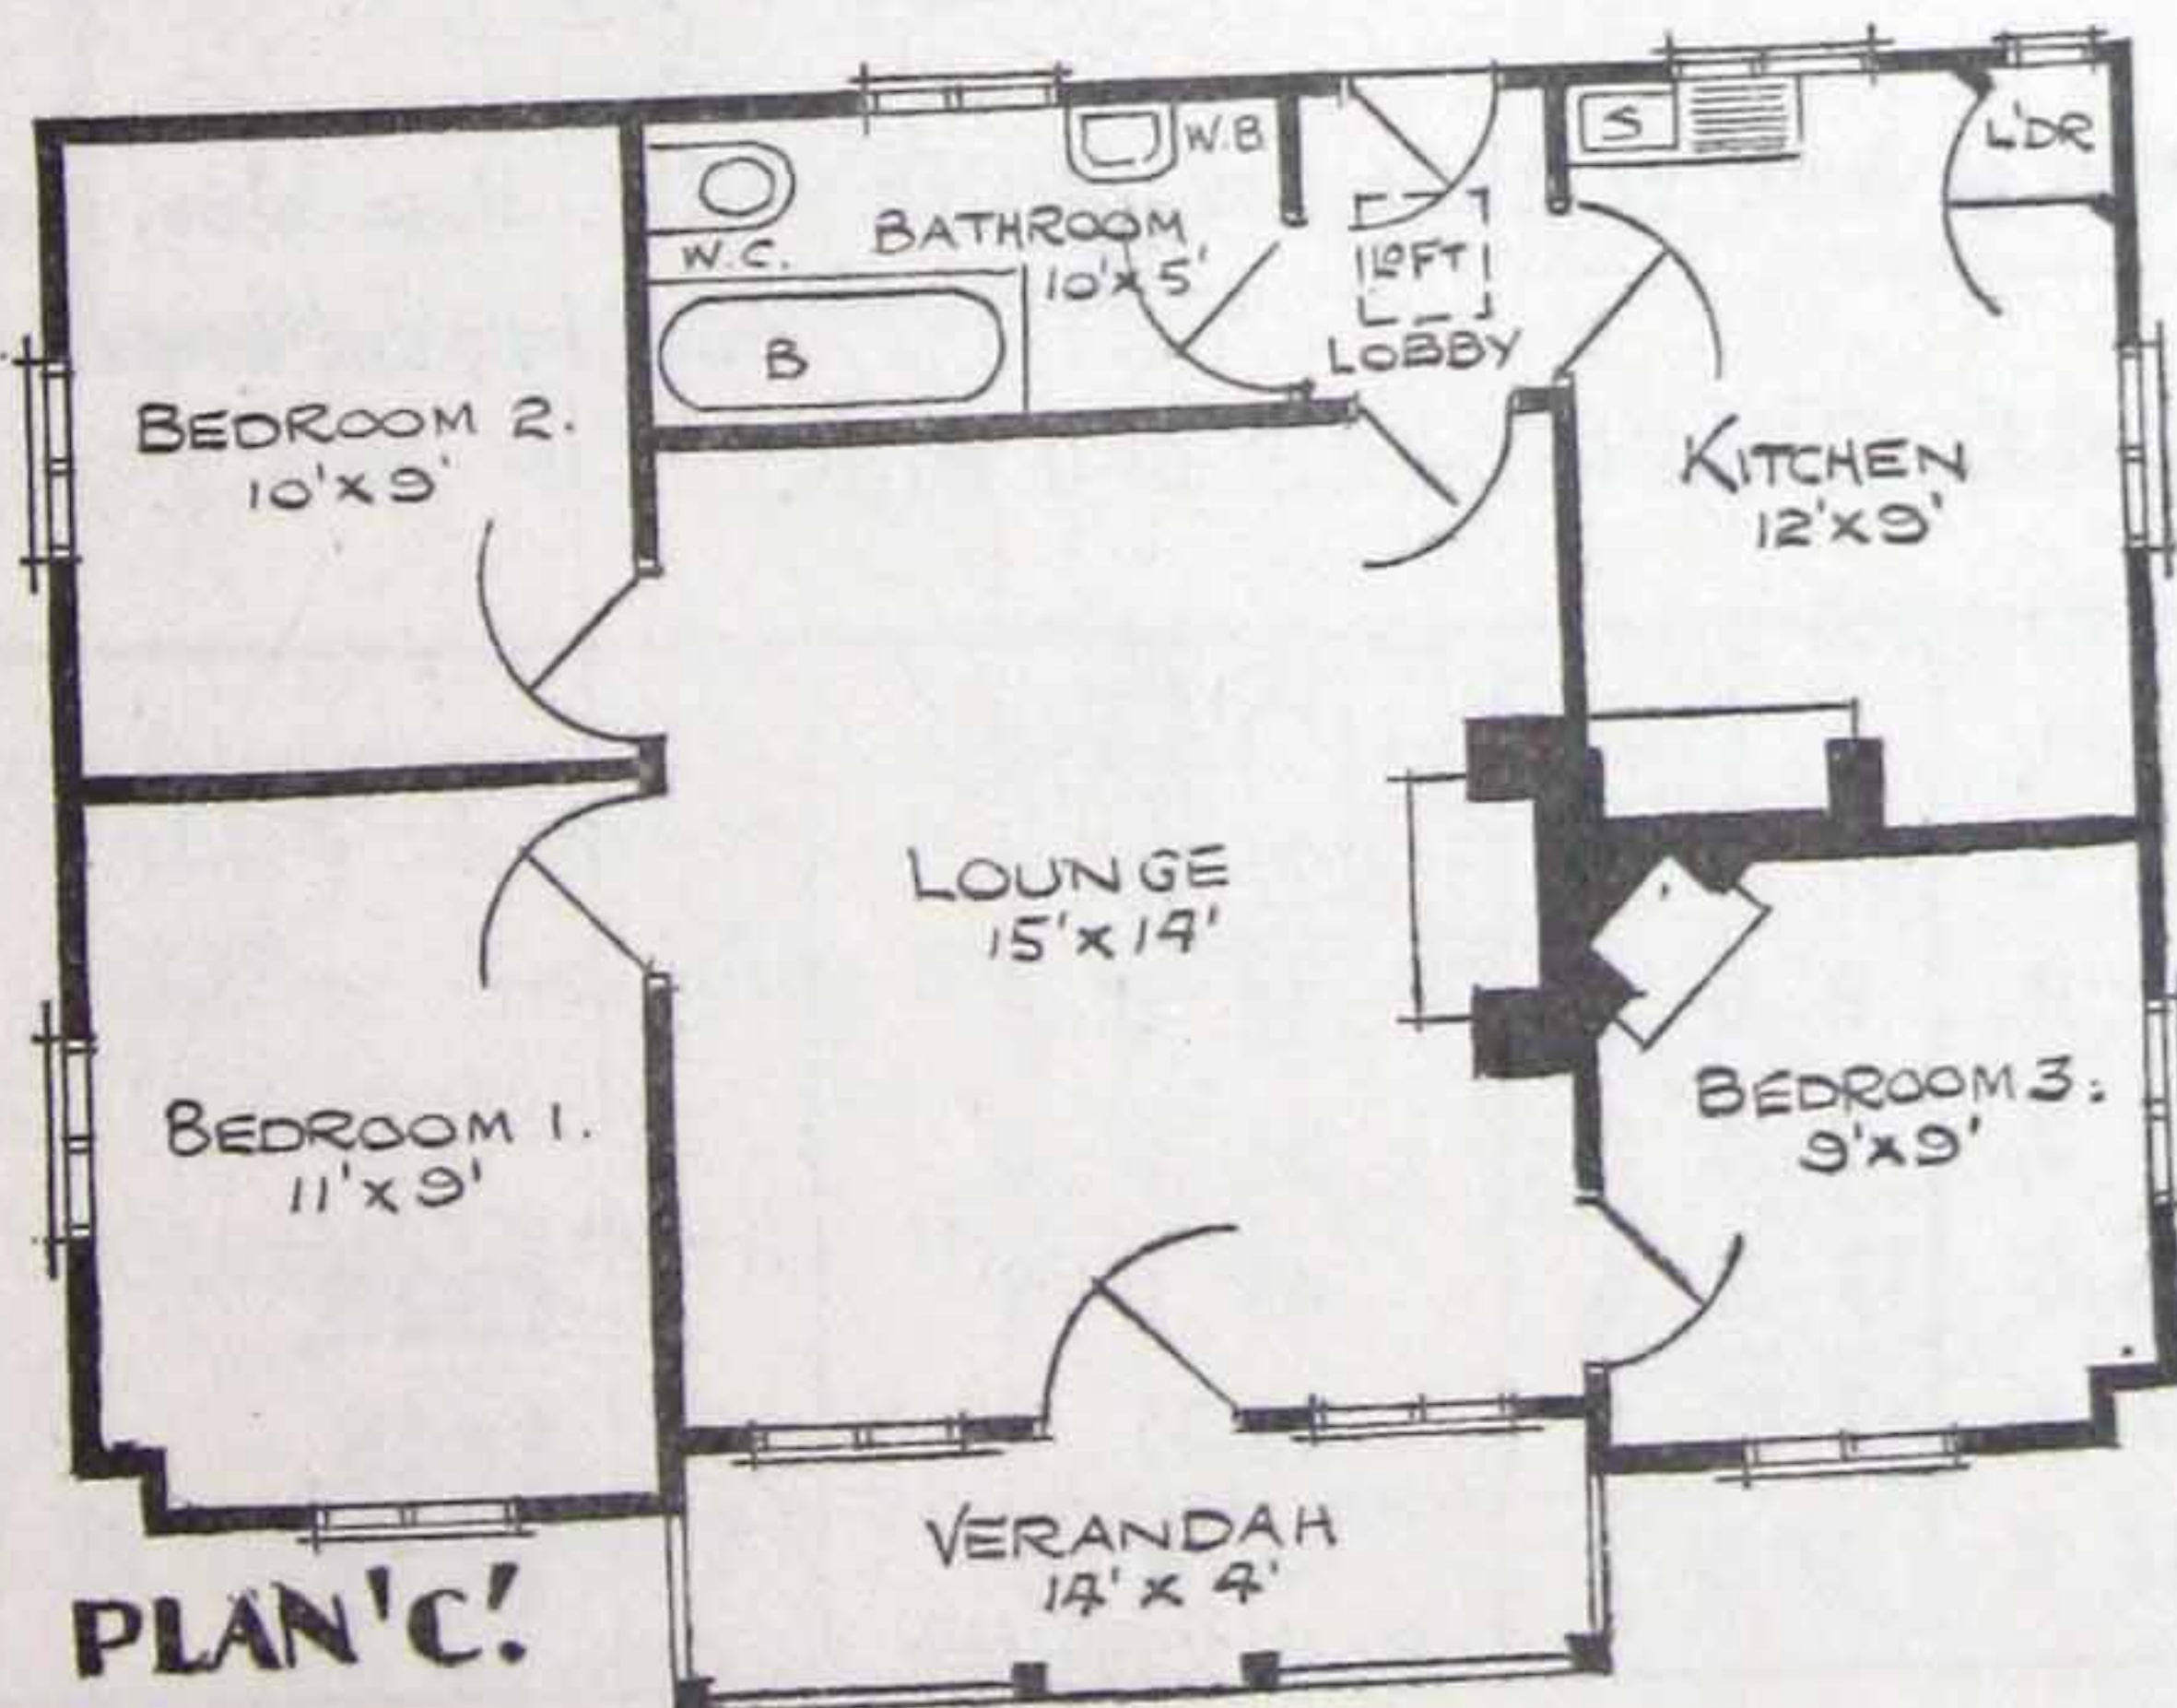 W.B
S
L'DR
W.C.
BATHROOM
10'x5'
LOFT
LOBBY
B
BEDROOM 2.
10'x9'
KITCHEN
12'x9'
LOUNGE
15'x14'
BEDROOM 1.
11'x9'
BEDROOM 3.
9'x9'
VERANDAH
14' x 4'
PLAN 'C'.